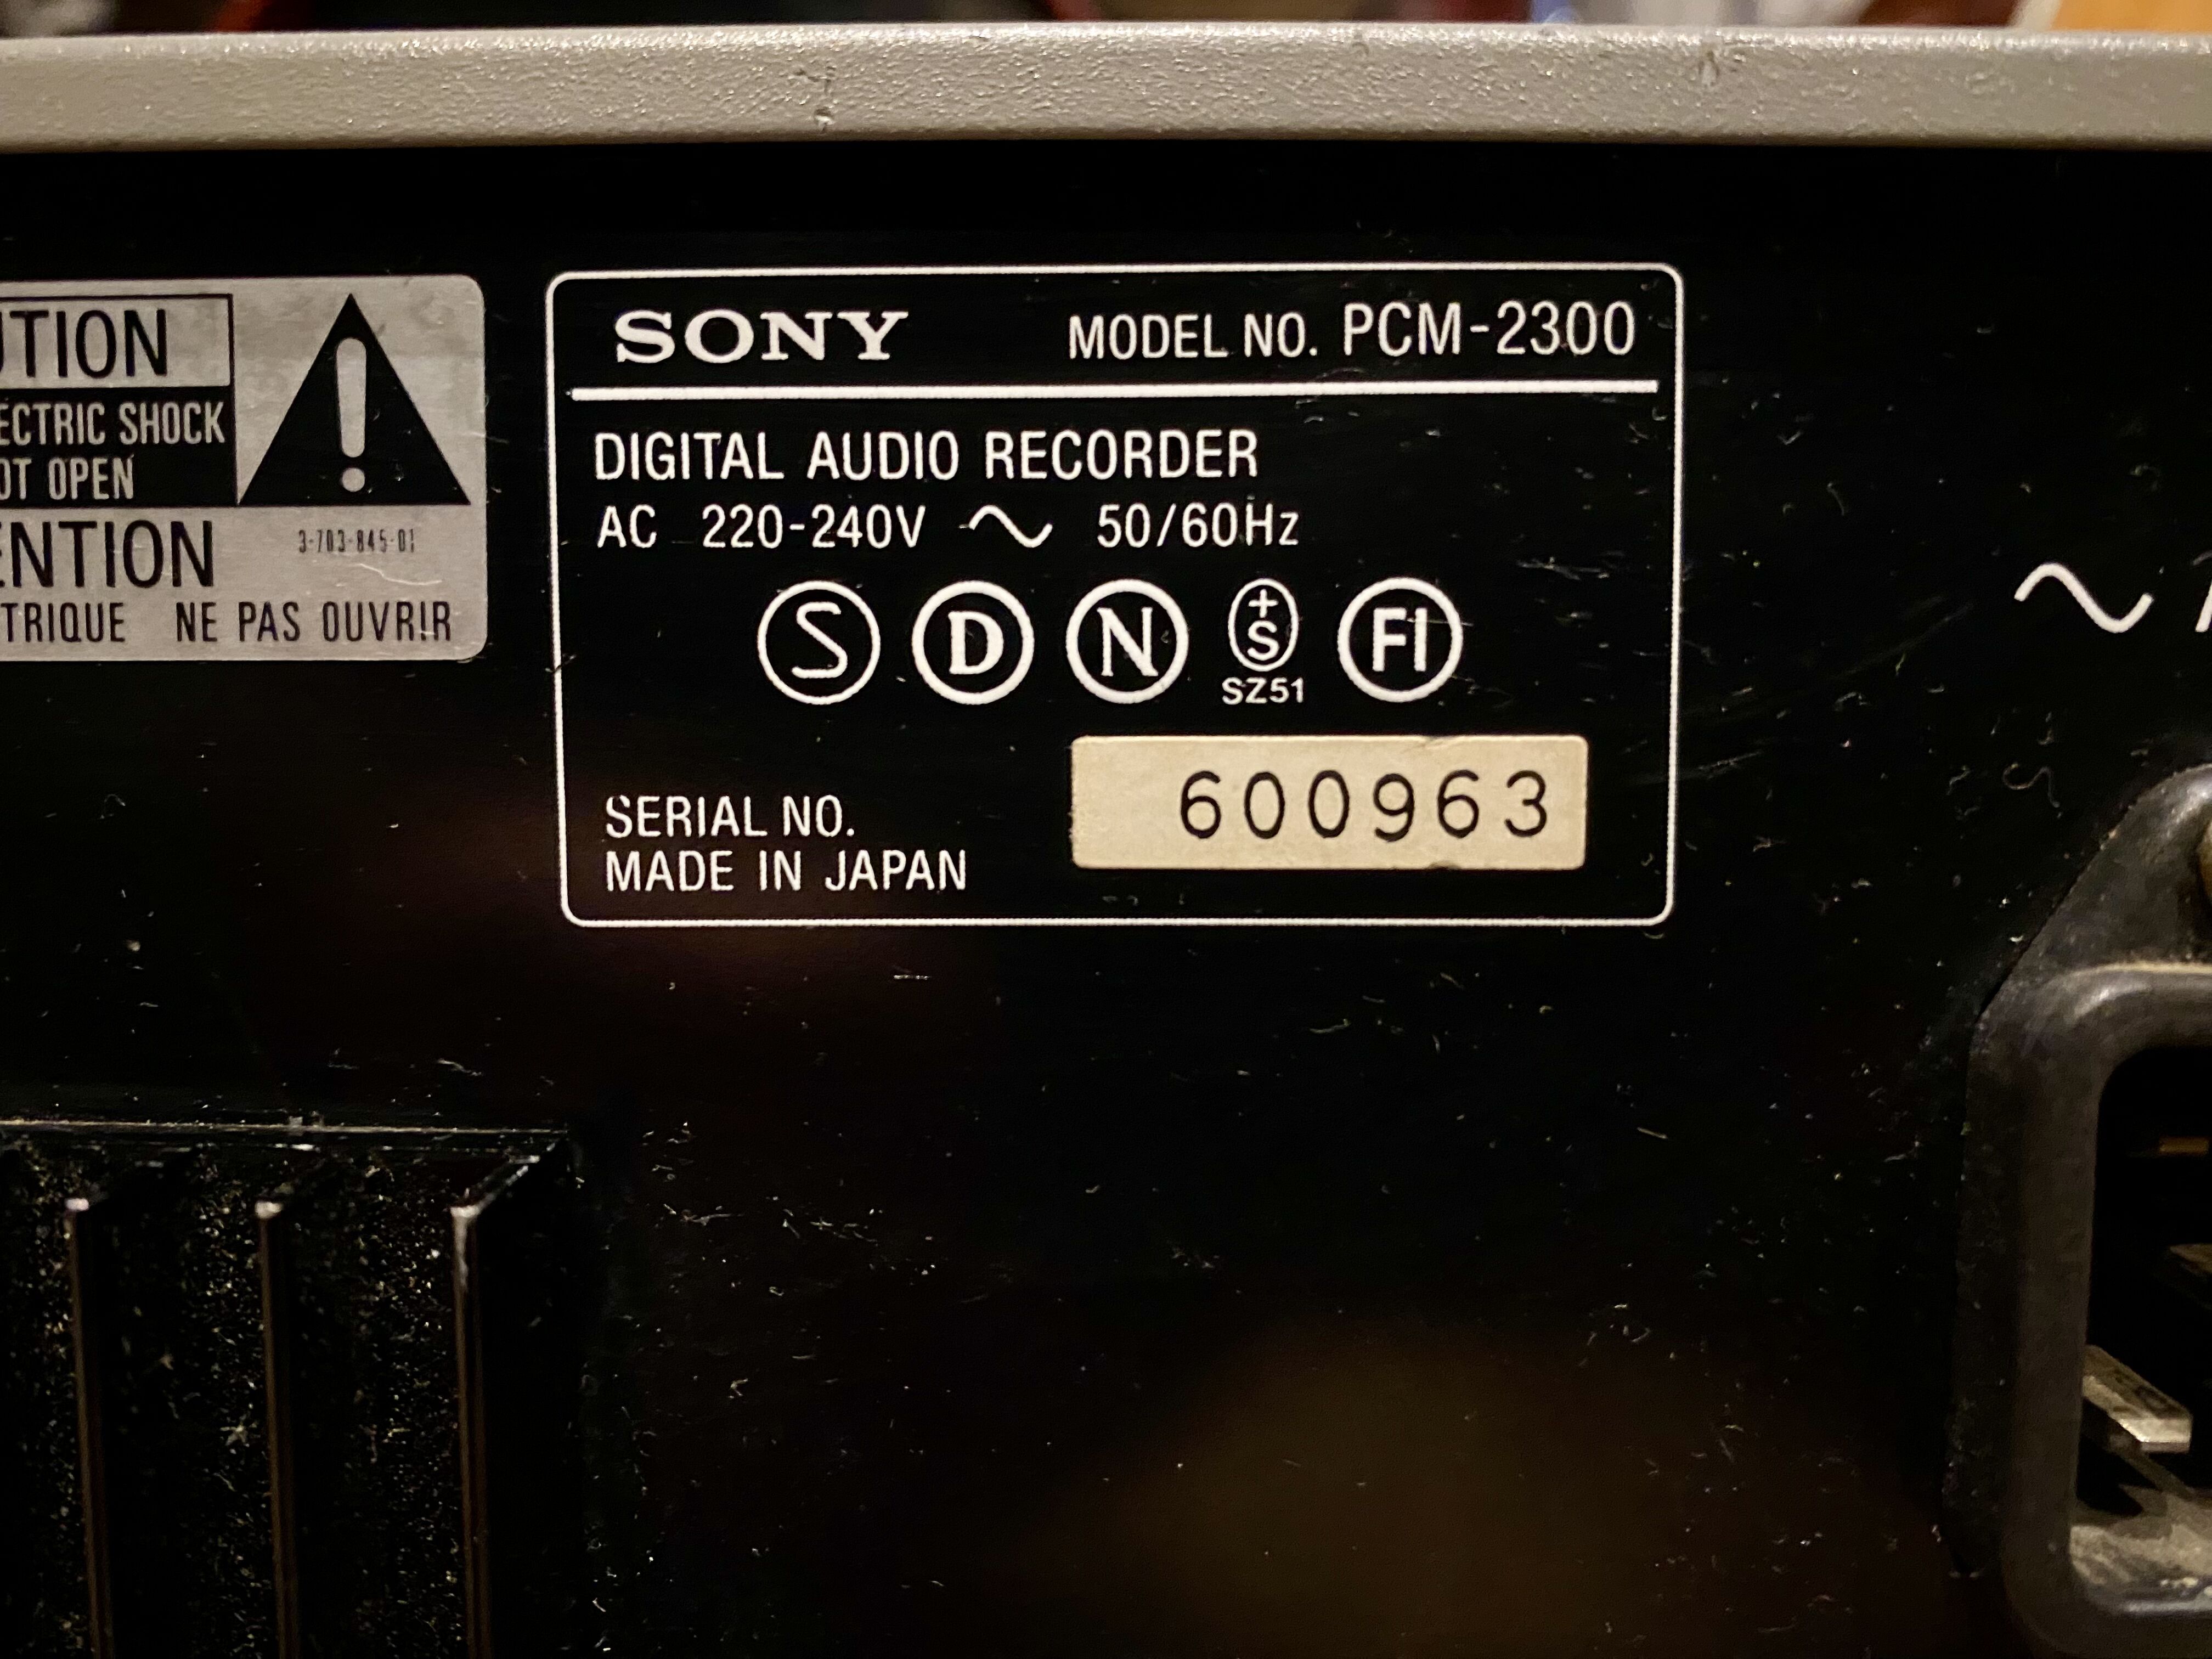 UTION
ECTRIC SHOCK
OT OPEN
ENTION
3-703-845-01
TRIQUE NE PAS OUVRIR
SONY MODEL NO. PCM-2300
DIGITAL AUDIO RECORDER
AC 220-240V ~ 50/60Hz
S D N +S FI
SZ51
SERIAL NO. 600963
MADE IN JAPAN
~